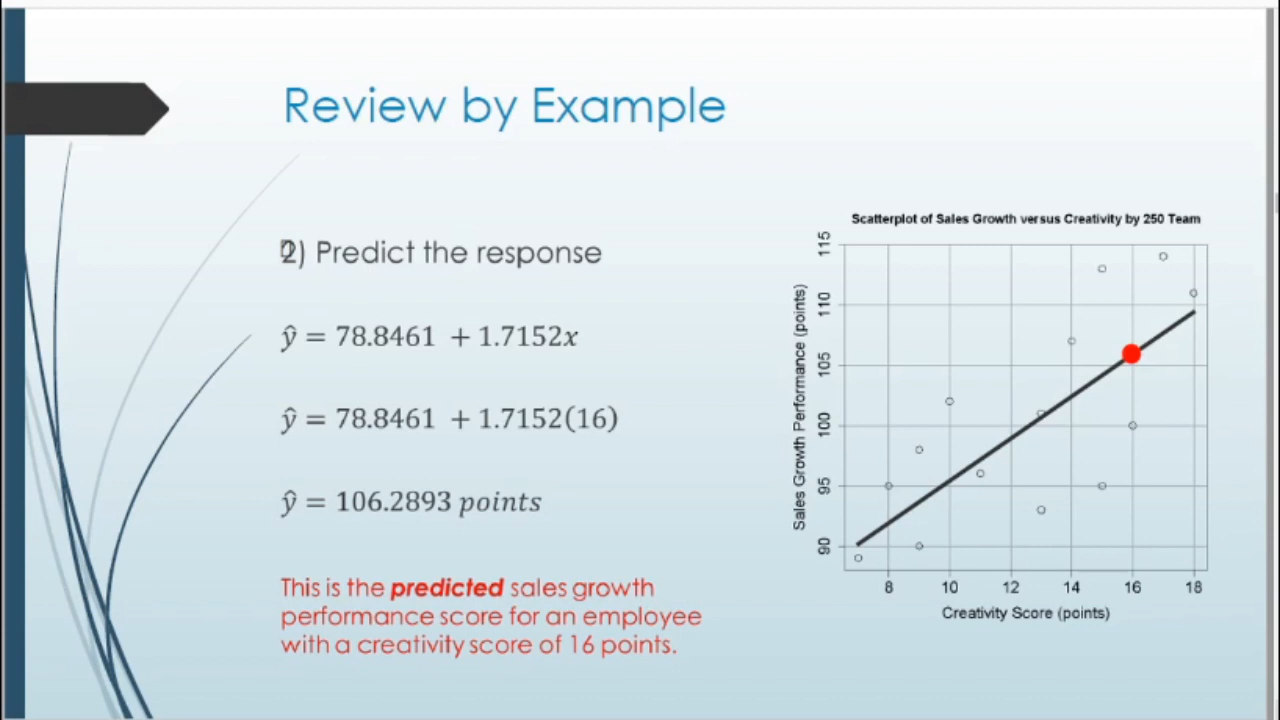 Review by Example
2) Predict the response
ŷ = 78.8461 + 1.7152x
ŷ = 78.8461 + 1.7152(16)
ŷ = 106.2893 points
This is the predicted sales growth
performance score for an employee
with a creativity score of 16 points.
Scatterplot of Sales Growth versus Creativity by 250 Team
Sales Growth Performance (points)
115
110
105
100
95
90
8 10 12 14 16 18
Creativity Score (points)